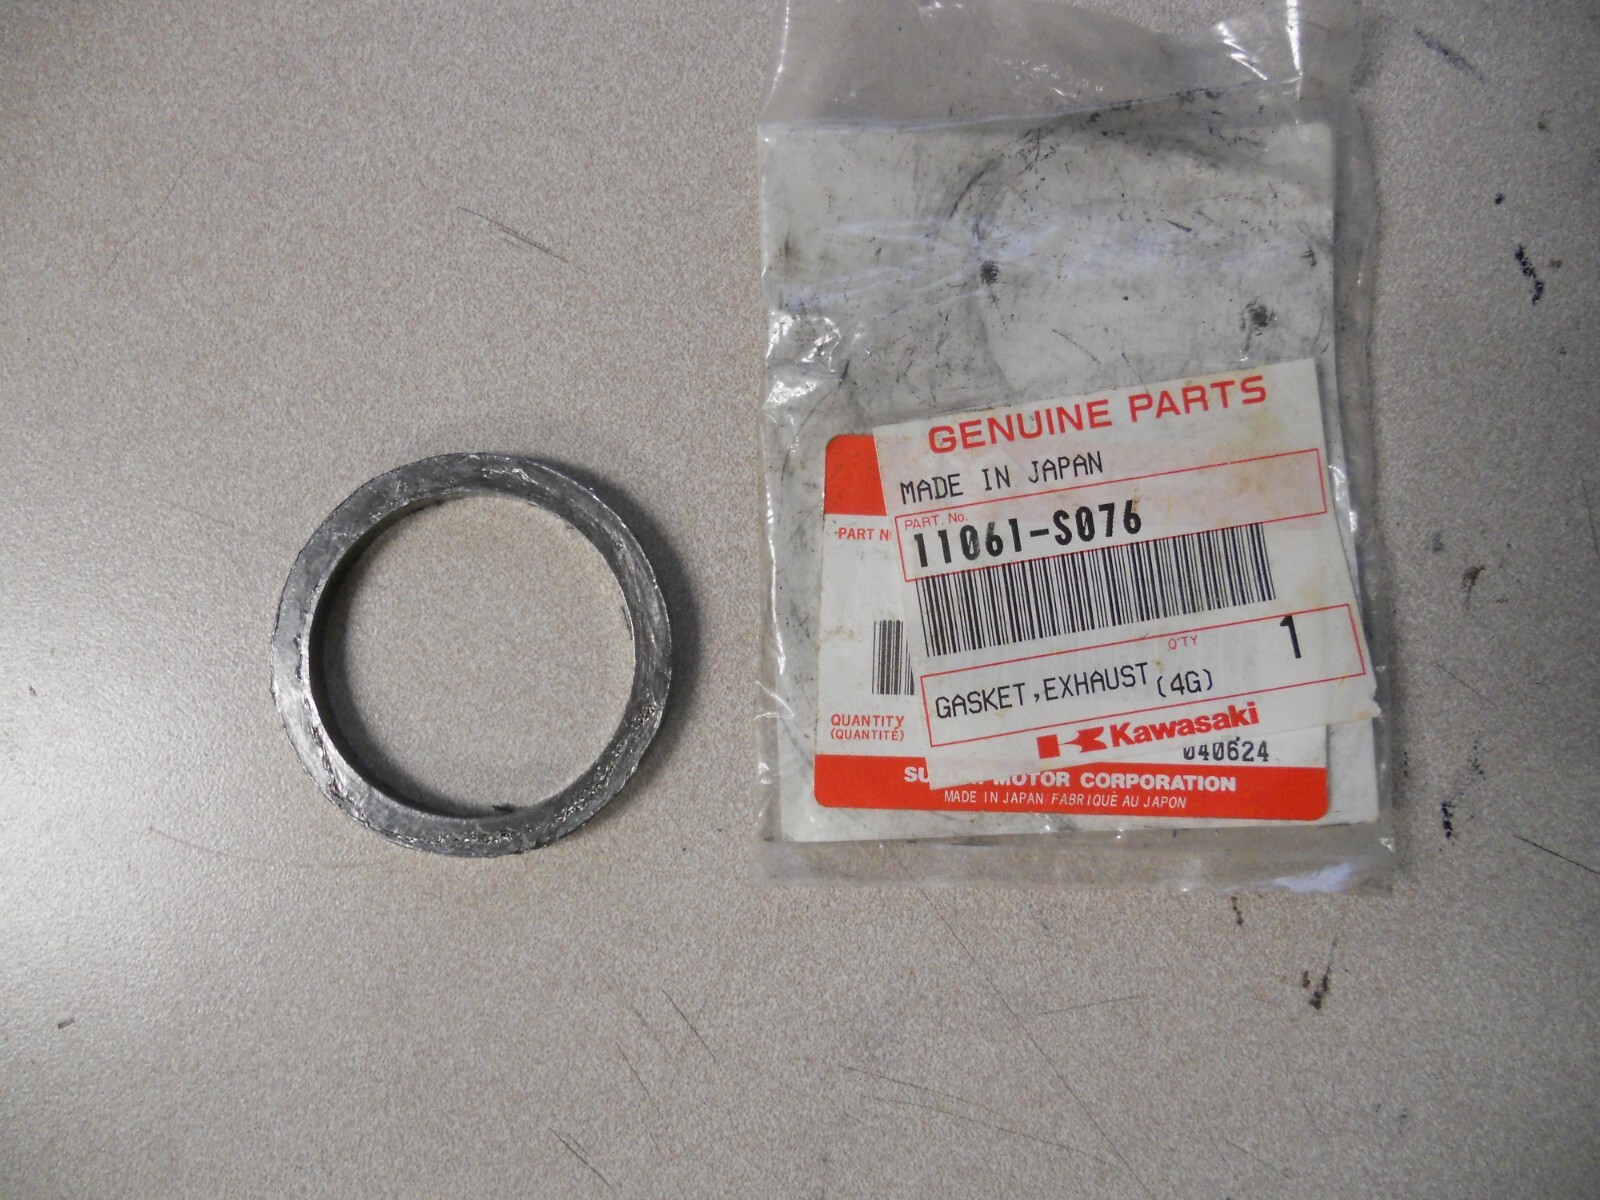 GENUINE PARTS
MADE IN JAPAN
PART. No.
11061-S076
PART N
Q'TY 1
GASKET,EXHAUST (4G)
QUANTITY
(QUANTITÉ)
Kawasaki
040624
MOTOR CORPORATION
MADE IN JAPAN/FABRIQUÉ AU JAPON